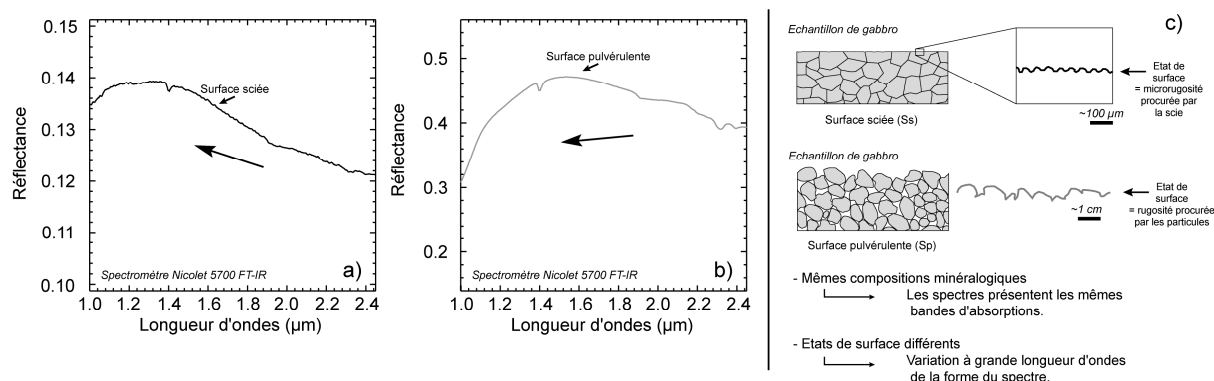 a)
0.15
0.14
0.13
0.12
0.11
0.10
Réflectance
Surface sciée
Spectromètre Nicolet 5700 FT-IR
1.0 1.2 1.4 1.6 1.8 2.0 2.2 2.4
Longueur d'ondes (µm)
b)
0.5
0.4
0.3
0.2
Réflectance
Surface pulvérulente
Spectromètre Nicolet 5700 FT-IR
1.0 1.2 1.4 1.6 1.8 2.0 2.2 2.4
Longueur d'ondes (µm)
c)
Echantillon de gabbro
Surface sciée (Ss)
Etat de
surface
= microrugosité
procurée par
la scie
~100 µm
Echantillon de gabbro
Surface pulvérulente (Sp)
~1 cm
Etat de
surface
= rugosité procurée
par les particules
- Mêmes compositions minéralogiques
Les spectres présentent les mêmes
bandes d'absorptions.
- Etats de surface différents
Variation à grande longueur d'ondes
de la forme du spectre.